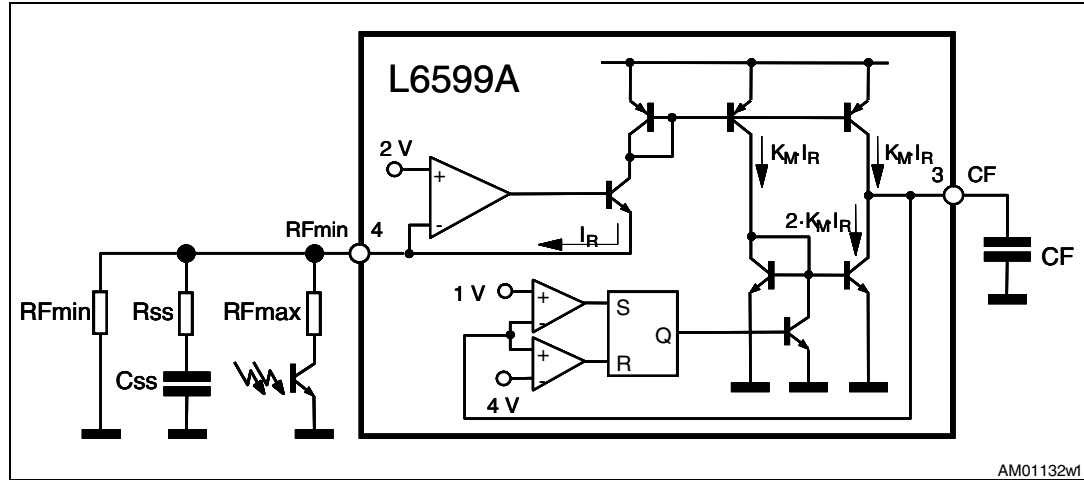 L6599A
2 V
+
-
K_M·I_R
K_M·I_R
3
CF
RFmin
4
I_R
2·K_M·I_R
CF
RFmin
Rss
RFmax
Css
1 V
+
-
S
Q
+
-
R
4 V
AM01132w1